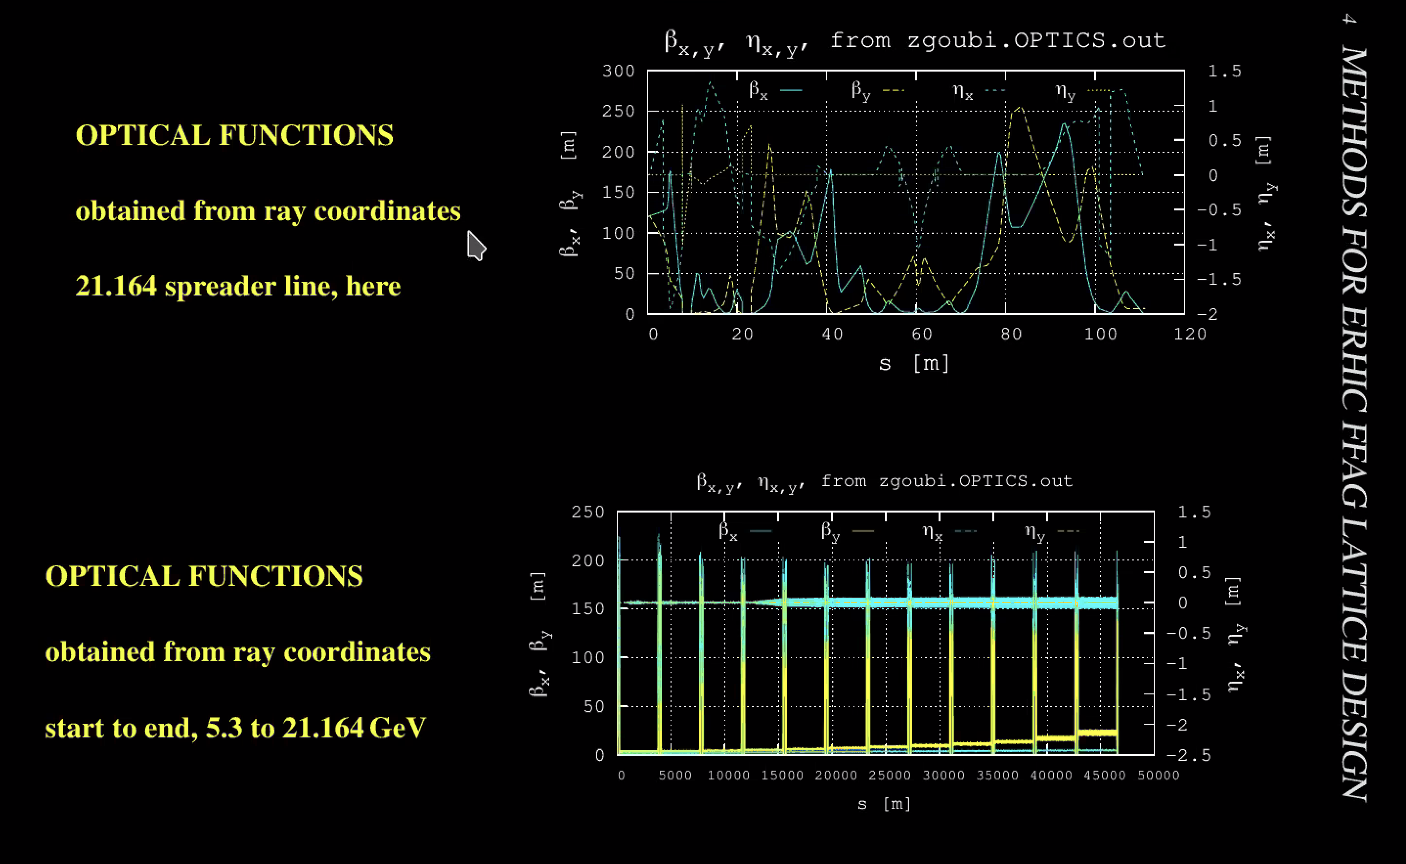 4 METHODS FOR ERHIC FFAG LATTICE DESIGN
OPTICAL FUNCTIONS
obtained from ray coordinates
21.164 spreader line, here
βx,y, ηx,y, from zgoubi.OPTICS.out
βx βy ηx ηy
300
250
200
150
100
50
0
βx, βy [m]
1.5
1
0.5
0
-0.5
-1
-1.5
-2
ηx, ηy [m]
0 20 40 60 80 100 120
s [m]
OPTICAL FUNCTIONS
obtained from ray coordinates
start to end, 5.3 to 21.164 GeV
βx,y, ηx,y, from zgoubi.OPTICS.out
βx βy ηx ηy
250
200
150
100
50
0
βx, βy [m]
1.5
1
0.5
0
-0.5
-1
-1.5
-2
-2.5
ηx, ηy [m]
0 5000 10000 15000 20000 25000 30000 35000 40000 45000 50000
s [m]